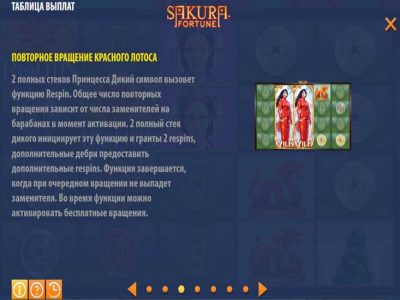 ТАБЛИЦА ВЫПЛАТ
SAKURA
FORTUNE
ПОВТОРНОЕ ВРАЩЕНИЕ КРАСНОГО ЛОТОСА
2 полных стеков Принцесса Дикий символ вызовет
функцию Respin. Общее число повторных
вращения зависит от числа заменителей на
барабанах в момент активации. 2 полный стек
дикого инициирует эту функцию и гранты 2 respins,
дополнительные дебри предоставить
дополнительные respins. Функция завершается,
когда при очередном вращении не выпадет
заменителя. Во время функции можно
активировать бесплатные вращения.
WILD WILD